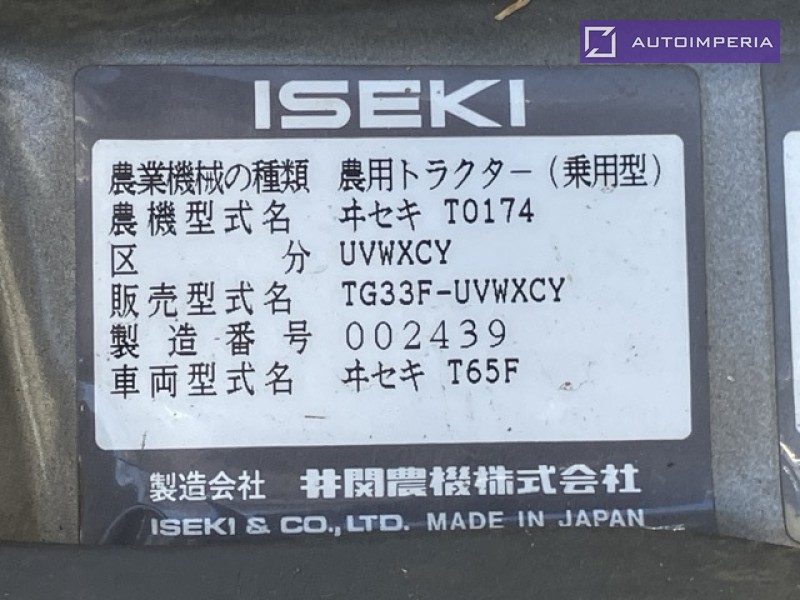 AUTOIMPERIA
ISEKI
農業機械の種類 農用トラクター(乗用型)
農機型式名 ヰセキ T0174
区分 UVWXCY
販売型式名 TG33F-UVWXCY
製造番号 002439
車両型式名 ヰセキ T65F
製造会社 井関農機株式会社
ISEKI & CO., LTD. MADE IN JAPAN